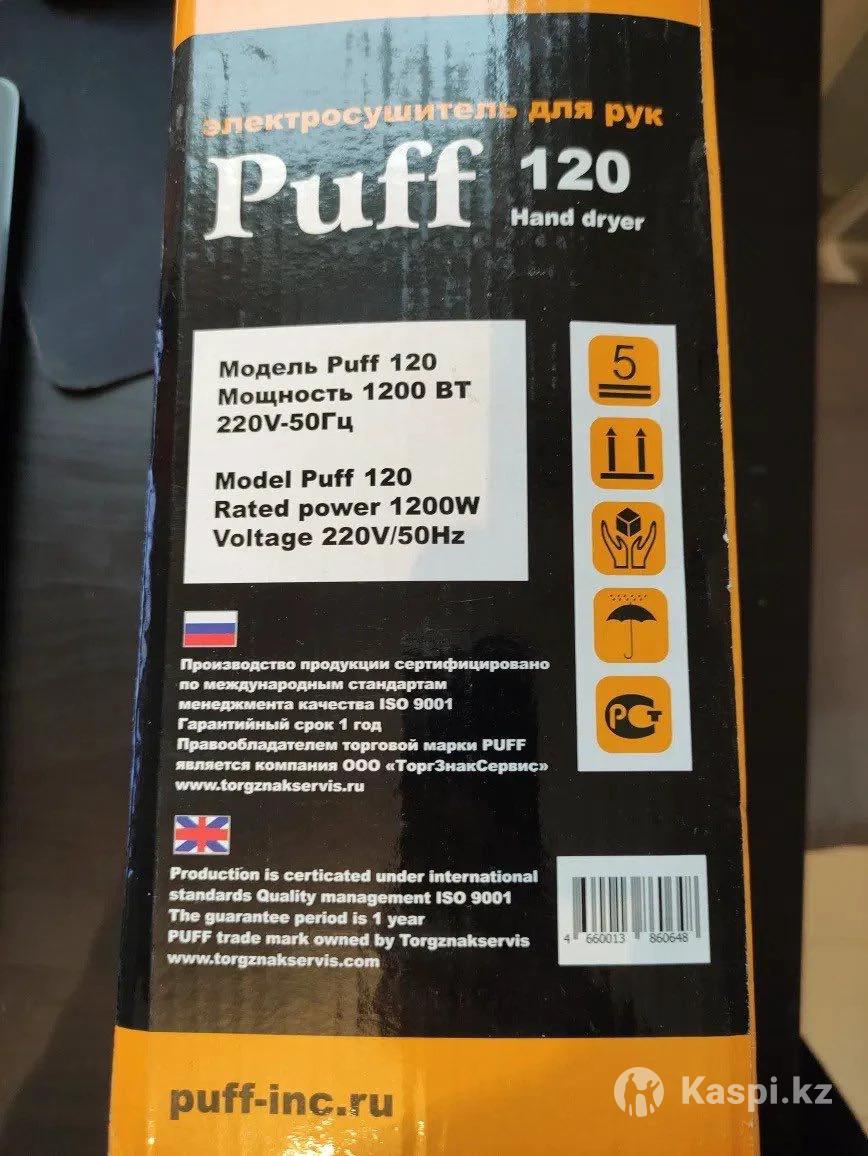 электросушитель для рук
Puff 120
Hand dryer
Модель Puff 120
Мощность 1200 ВТ
220V-50Гц
Model Puff 120
Rated power 1200W
Voltage 220V/50Hz
5
РСТ
Производство продукции сертифицировано
по международным стандартам
менеджмента качества ISO 9001
Гарантийный срок 1 год
Правообладателем торговой марки PUFF
является компания ООО «ТоргЗнакСервис»
www.torgznakservis.ru
Production is certicated under international
standards Quality management ISO 9001
The guarantee period is 1 year
PUFF trade mark owned by Torgznakservis
www.torgznakservis.com
4 660013 860648
puff-inc.ru
Kaspi.kz